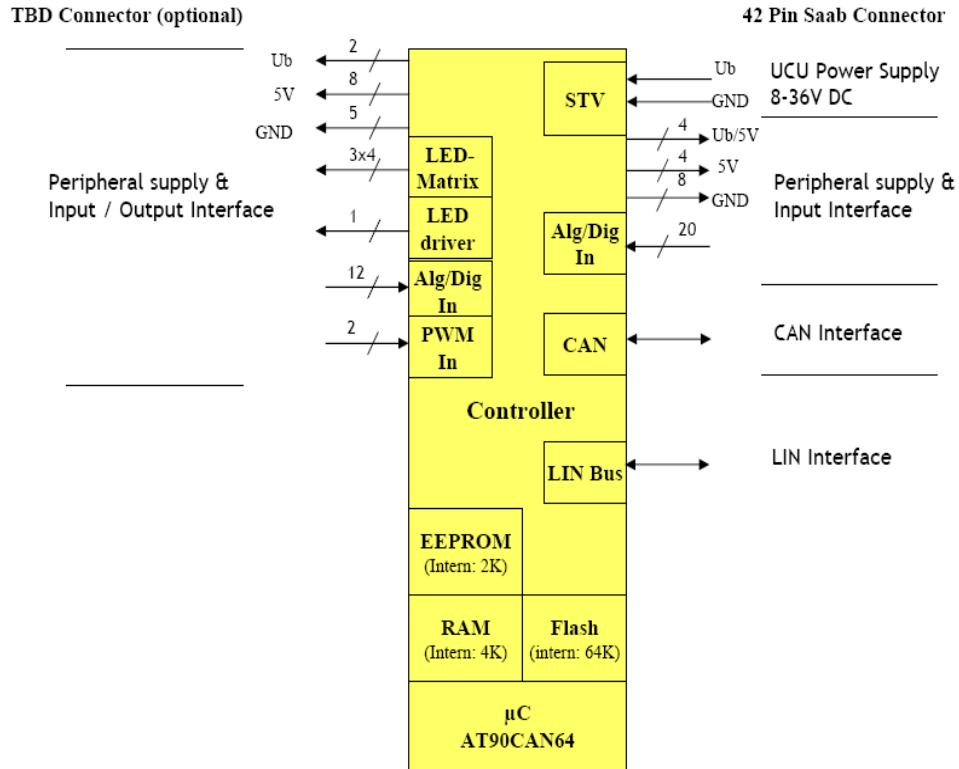 TBD Connector (optional)
42 Pin Saab Connector
Ub
2
5V
8
GND
5
3x4
1
12
2
Peripheral supply &
Input / Output Interface
STV
LED-
Matrix
LED
driver
Alg/Dig
In
PWM
In
Alg/Dig
In
CAN
Controller
LIN Bus
EEPROM
(Intern: 2K)
RAM
(Intern: 4K)
Flash
(intern: 64K)
µC
AT90CAN64
Ub
GND
4
Ub/5V
4
5V
8
GND
20
UCU Power Supply
8-36V DC
Peripheral supply &
Input Interface
CAN Interface
LIN Interface